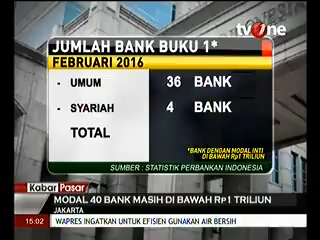 tvOne
JUMLAH BANK BUKU 1*
FEBRUARI 2016
- UMUM 36 BANK
- SYARIAH 4 BANK
TOTAL
*BANK DENGAN MODAL INTI
DI BAWAH Rp1 TRILIUN
SUMBER : STATISTIK PERBANKAN INDONESIA
Kabar Pasar
MODAL 40 BANK MASIH DI BAWAH Rp1 TRILIUN
JAKARTA
15:02 WAPRES INGATKAN UNTUK EFISIEN GUNAKAN AIR BERSIH